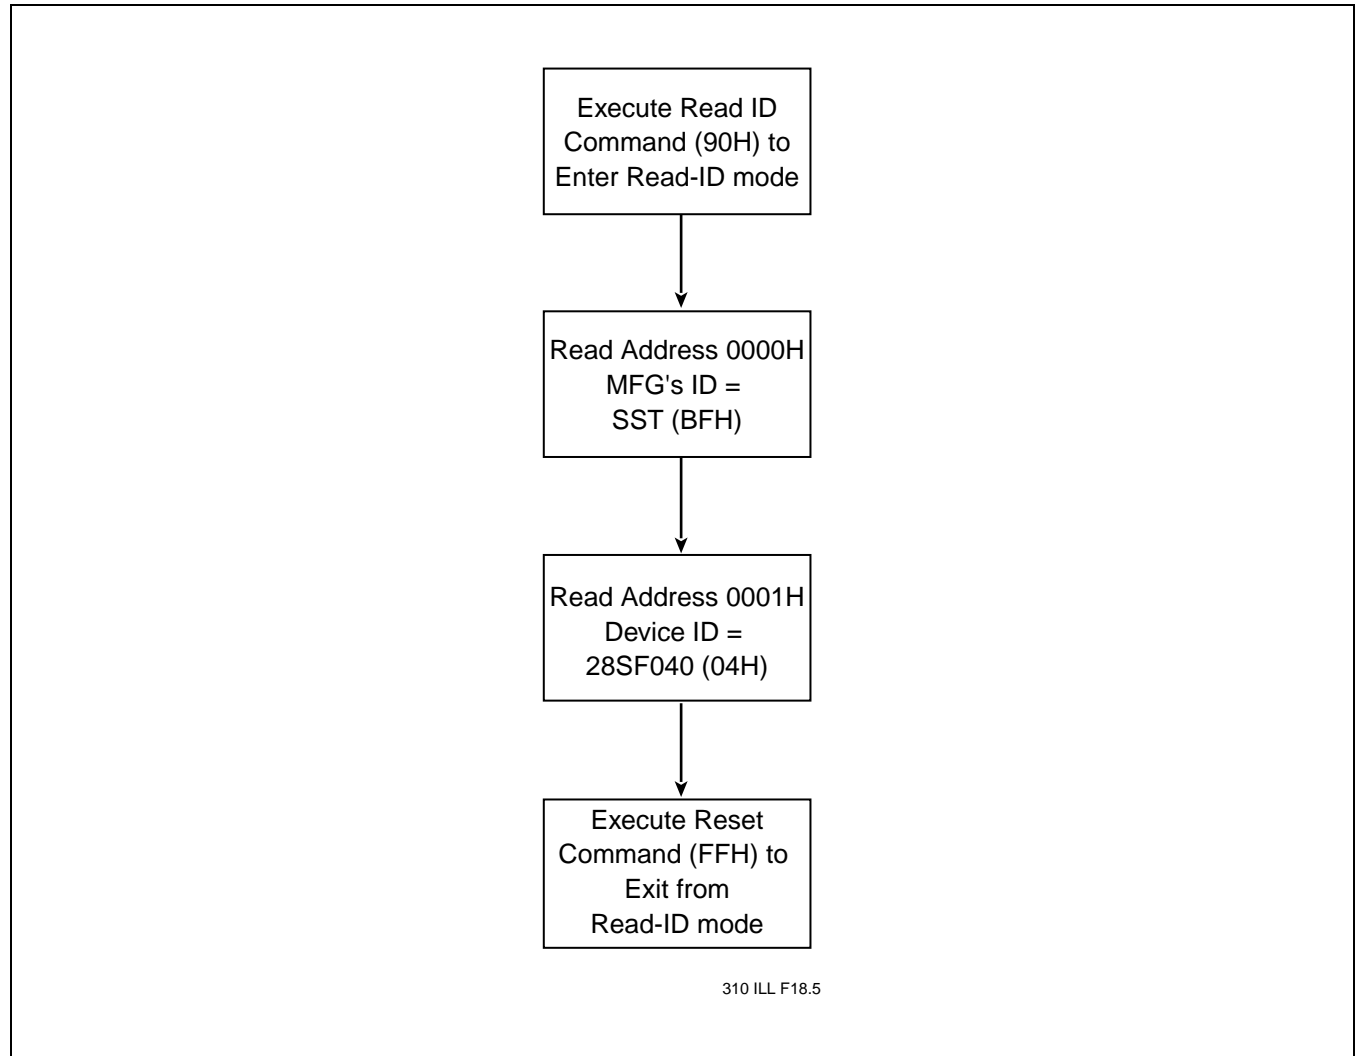 Execute Read ID
Command (90H) to
Enter Read-ID mode
Read Address 0000H
MFG's ID =
SST (BFH)
Read Address 0001H
Device ID =
28SF040 (04H)
Execute Reset
Command (FFH) to
Exit from
Read-ID mode
310 ILL F18.5